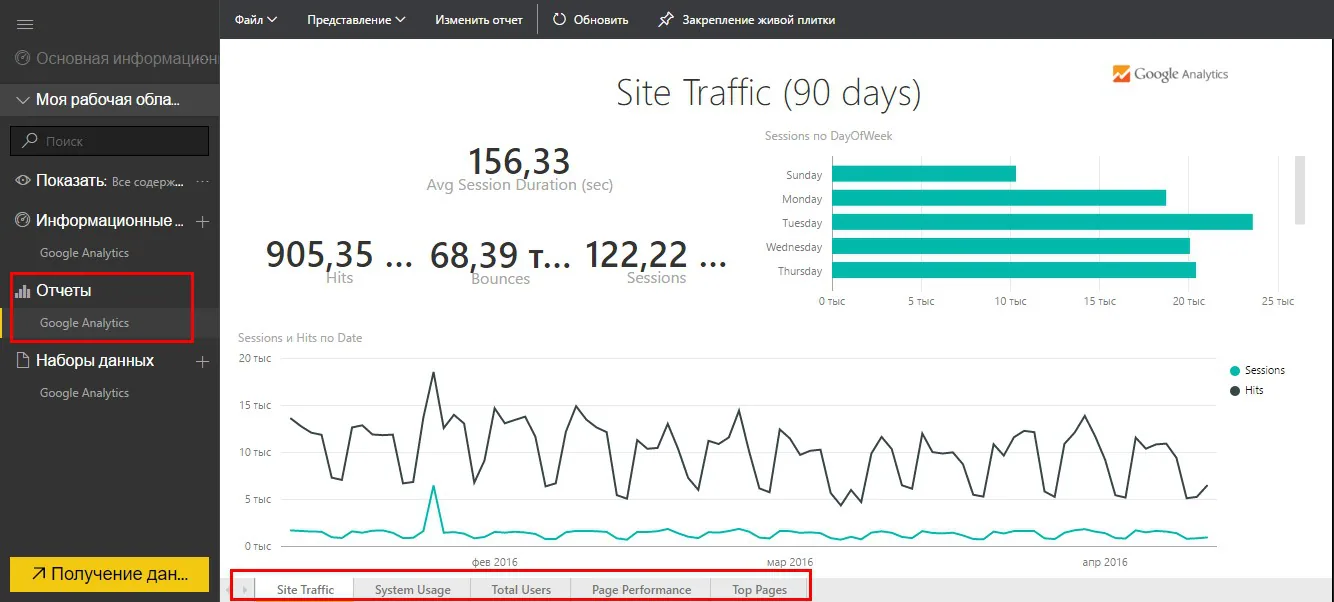 Файл Представление Изменить отчет Обновить Закрепление живой плитки
Основная информацион
Моя рабочая обла...
Поиск
Показать: Все содерж... ...
Информационные ...
Google Analytics
Отчеты
Google Analytics
Наборы данных
Google Analytics
Получение дан...
Site Traffic (90 days)
Google Analytics
156,33
Avg Session Duration (sec)
905,35 ...
Hits
68,39 т...
Bounces
122,22 ...
Sessions
Sessions по DayOfWeek
Sunday
Monday
Tuesday
Wednesday
Thursday
0 тыс 5 тыс 10 тыс 15 тыс 20 тыс 25 тыс
Sessions и Hits по Date
20 тыс
15 тыс
10 тыс
5 тыс
0 тыс
фев 2016 мар 2016 апр 2016
Sessions
Hits
Site Traffic System Usage Total Users Page Performance Top Pages